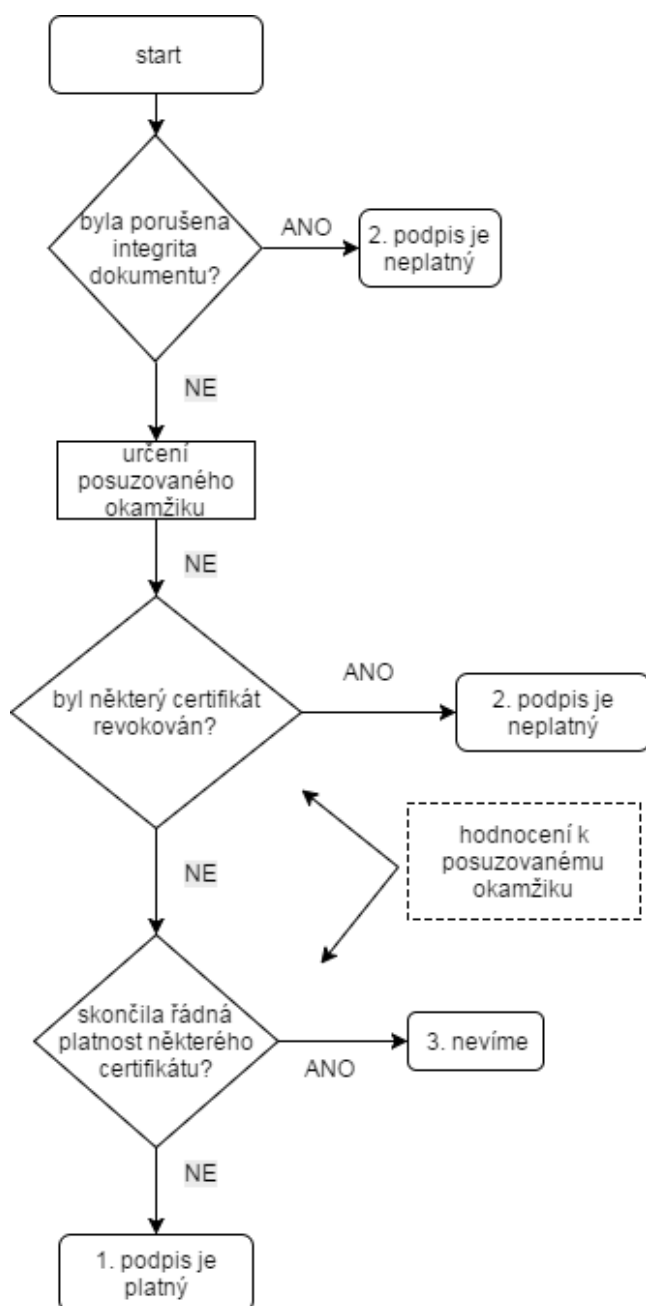 start
byla porušena
integrita
dokumentu?
ANO
2. podpis je
neplatný
NE
určení
posuzovaného
okamžiku
NE
byl některý certifikát
revokován?
ANO
2. podpis je
neplatný
hodnocení k
posuzovanému
okamžiku
NE
skončila řádná
platnost některého
certifikátu?
ANO
3. nevíme
NE
1. podpis je
platný